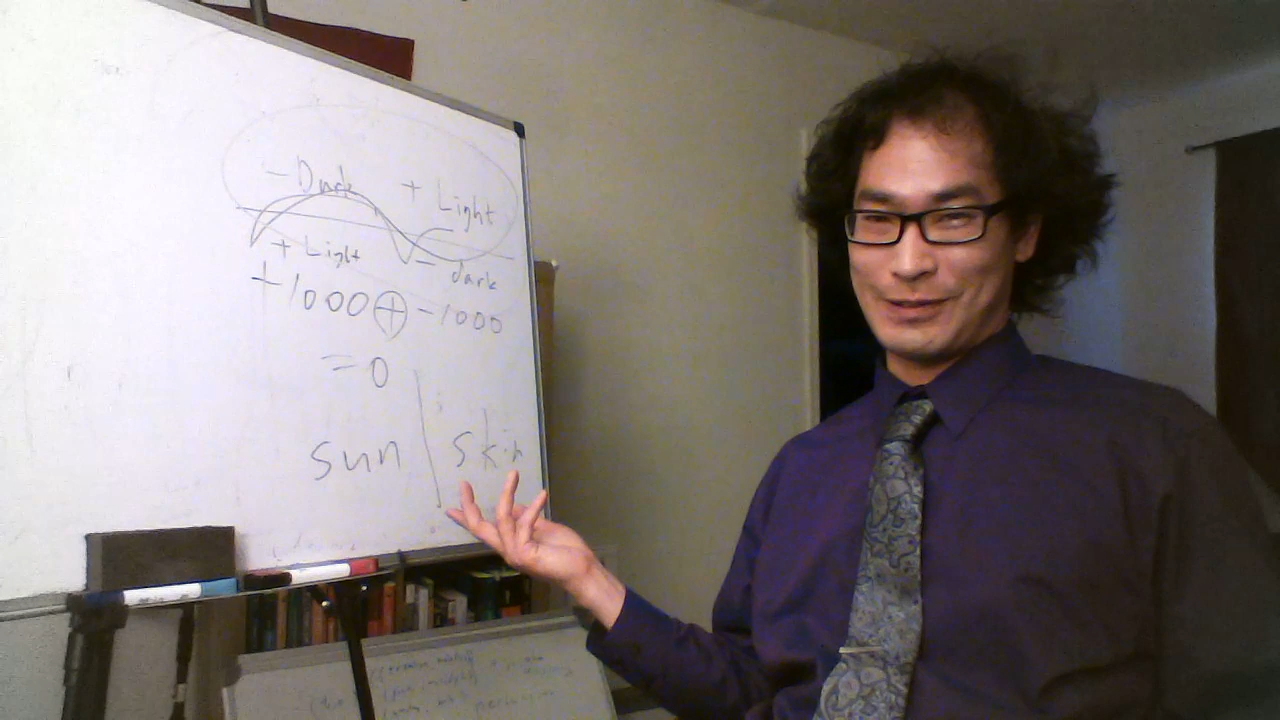 - Dark + Light
+ Light - dark
+1000 ⊕ -1000
= 0
sun | skin